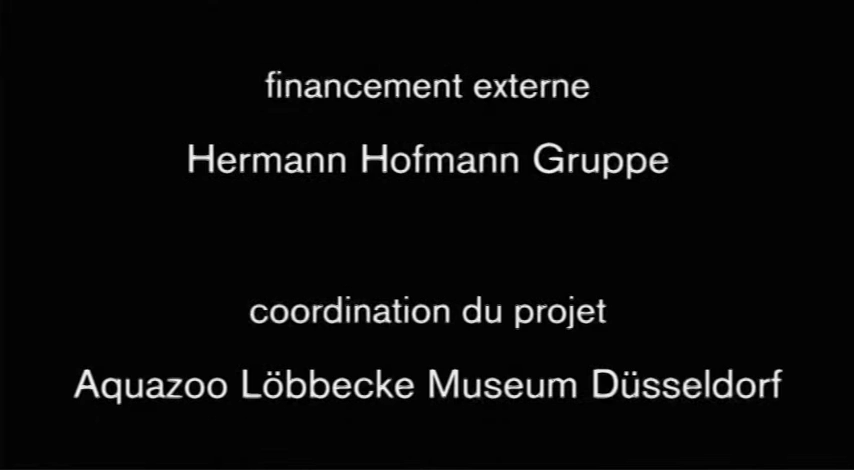 financement externe
Hermann Hofmann Gruppe
coordination du projet
Aquazoo Löbbecke Museum Düsseldorf